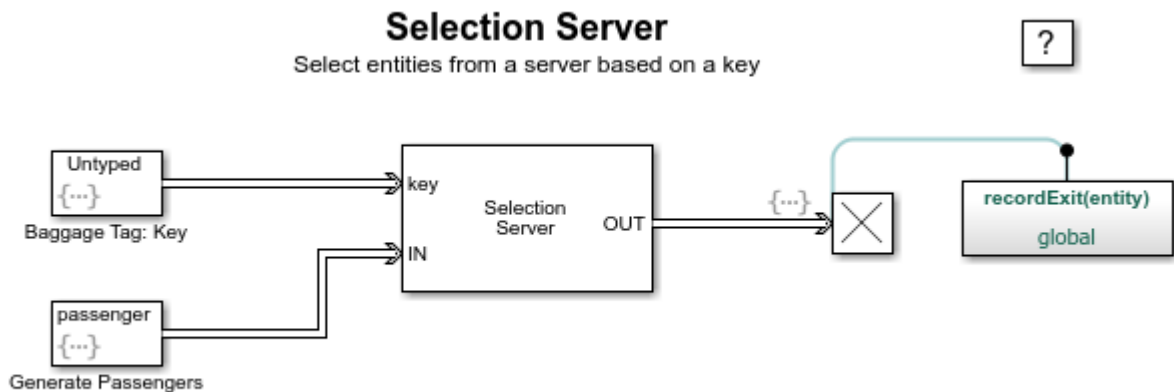 Selection Server
Select entities from a server based on a key
?
Untyped
{...}
Baggage Tag: Key
key
IN
Selection
Server
OUT
{...}
recordExit(entity)
global
passenger
{...}
Generate Passengers